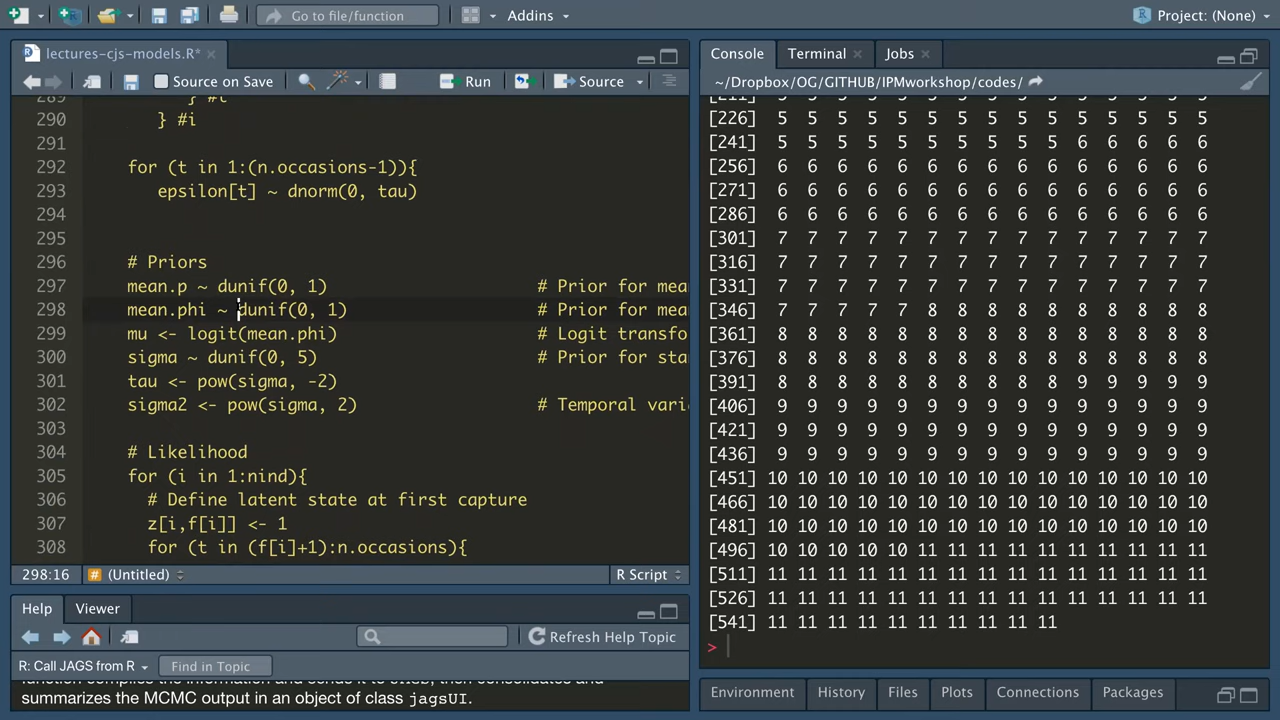 Go to file/function
Addins
Project: (None)
lectures-cjs-models.R*
Source on Save
Run
Source
290 } #i
291
292 for (t in 1:(n.occasions-1)){
293 epsilon[t] ~ dnorm(0, tau)
294
295
296 # Priors
297 mean.p ~ dunif(0, 1) # Prior for mea
298 mean.phi ~ dunif(0, 1) # Prior for mea
299 mu <- logit(mean.phi) # Logit transfo
300 sigma ~ dunif(0, 5) # Prior for sta
301 tau <- pow(sigma, -2)
302 sigma2 <- pow(sigma, 2) # Temporal vari
303
304 # Likelihood
305 for (i in 1:nind){
306 # Define latent state at first capture
307 z[i,f[i]] <- 1
308 for (t in (f[i]+1):n.occasions){
298:16 # (Untitled) R Script
Help Viewer
Refresh Help Topic
R: Call JAGS from R Find in Topic
summarizes the MCMC output in an object of class jagsUI.
Console Terminal Jobs
~/Dropbox/OG/GITHUB/IPMworkshop/codes/
[226] 5 5 5 5 5 5 5 5 5 5 5 5 5 5 5
[241] 5 5 5 5 5 5 5 5 5 5 6 6 6 6 6
[256] 6 6 6 6 6 6 6 6 6 6 6 6 6 6 6
[271] 6 6 6 6 6 6 6 6 6 6 6 6 6 6 6
[286] 6 6 6 6 6 6 6 6 6 6 6 6 6 6 6
[301] 7 7 7 7 7 7 7 7 7 7 7 7 7 7 7
[316] 7 7 7 7 7 7 7 7 7 7 7 7 7 7 7
[331] 7 7 7 7 7 7 7 7 7 7 7 7 7 7 7
[346] 7 7 7 7 7 8 8 8 8 8 8 8 8 8 8
[361] 8 8 8 8 8 8 8 8 8 8 8 8 8 8 8
[376] 8 8 8 8 8 8 8 8 8 8 8 8 8 8 8
[391] 8 8 8 8 8 8 8 8 8 8 9 9 9 9 9
[406] 9 9 9 9 9 9 9 9 9 9 9 9 9 9 9
[421] 9 9 9 9 9 9 9 9 9 9 9 9 9 9 9
[436] 9 9 9 9 9 9 9 9 9 9 9 9 9 9 9
[451] 10 10 10 10 10 10 10 10 10 10 10 10 10 10 10
[466] 10 10 10 10 10 10 10 10 10 10 10 10 10 10 10
[481] 10 10 10 10 10 10 10 10 10 10 10 10 10 10 10
[496] 10 10 10 10 10 11 11 11 11 11 11 11 11 11 11
[511] 11 11 11 11 11 11 11 11 11 11 11 11 11 11 11
[526] 11 11 11 11 11 11 11 11 11 11 11 11 11 11 11
[541] 11 11 11 11 11 11 11 11 11 11
>
Environment History Files Plots Connections Packages